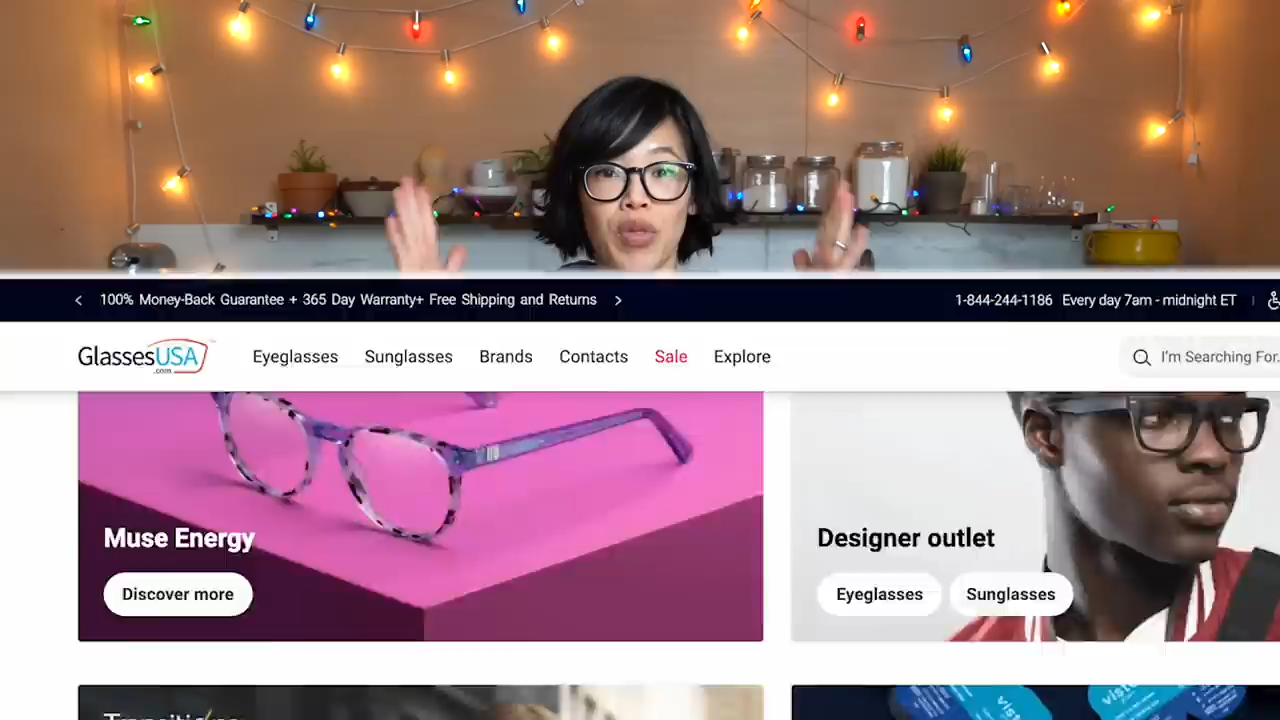 100% Money-Back Guarantee + 365 Day Warranty+ Free Shipping and Returns
1-844-244-1186 Every day 7am - midnight ET
GlassesUSA
.com
Eyeglasses Sunglasses Brands Contacts Sale Explore
I'm Searching For.
Muse Energy
Discover more
Designer outlet
Eyeglasses Sunglasses